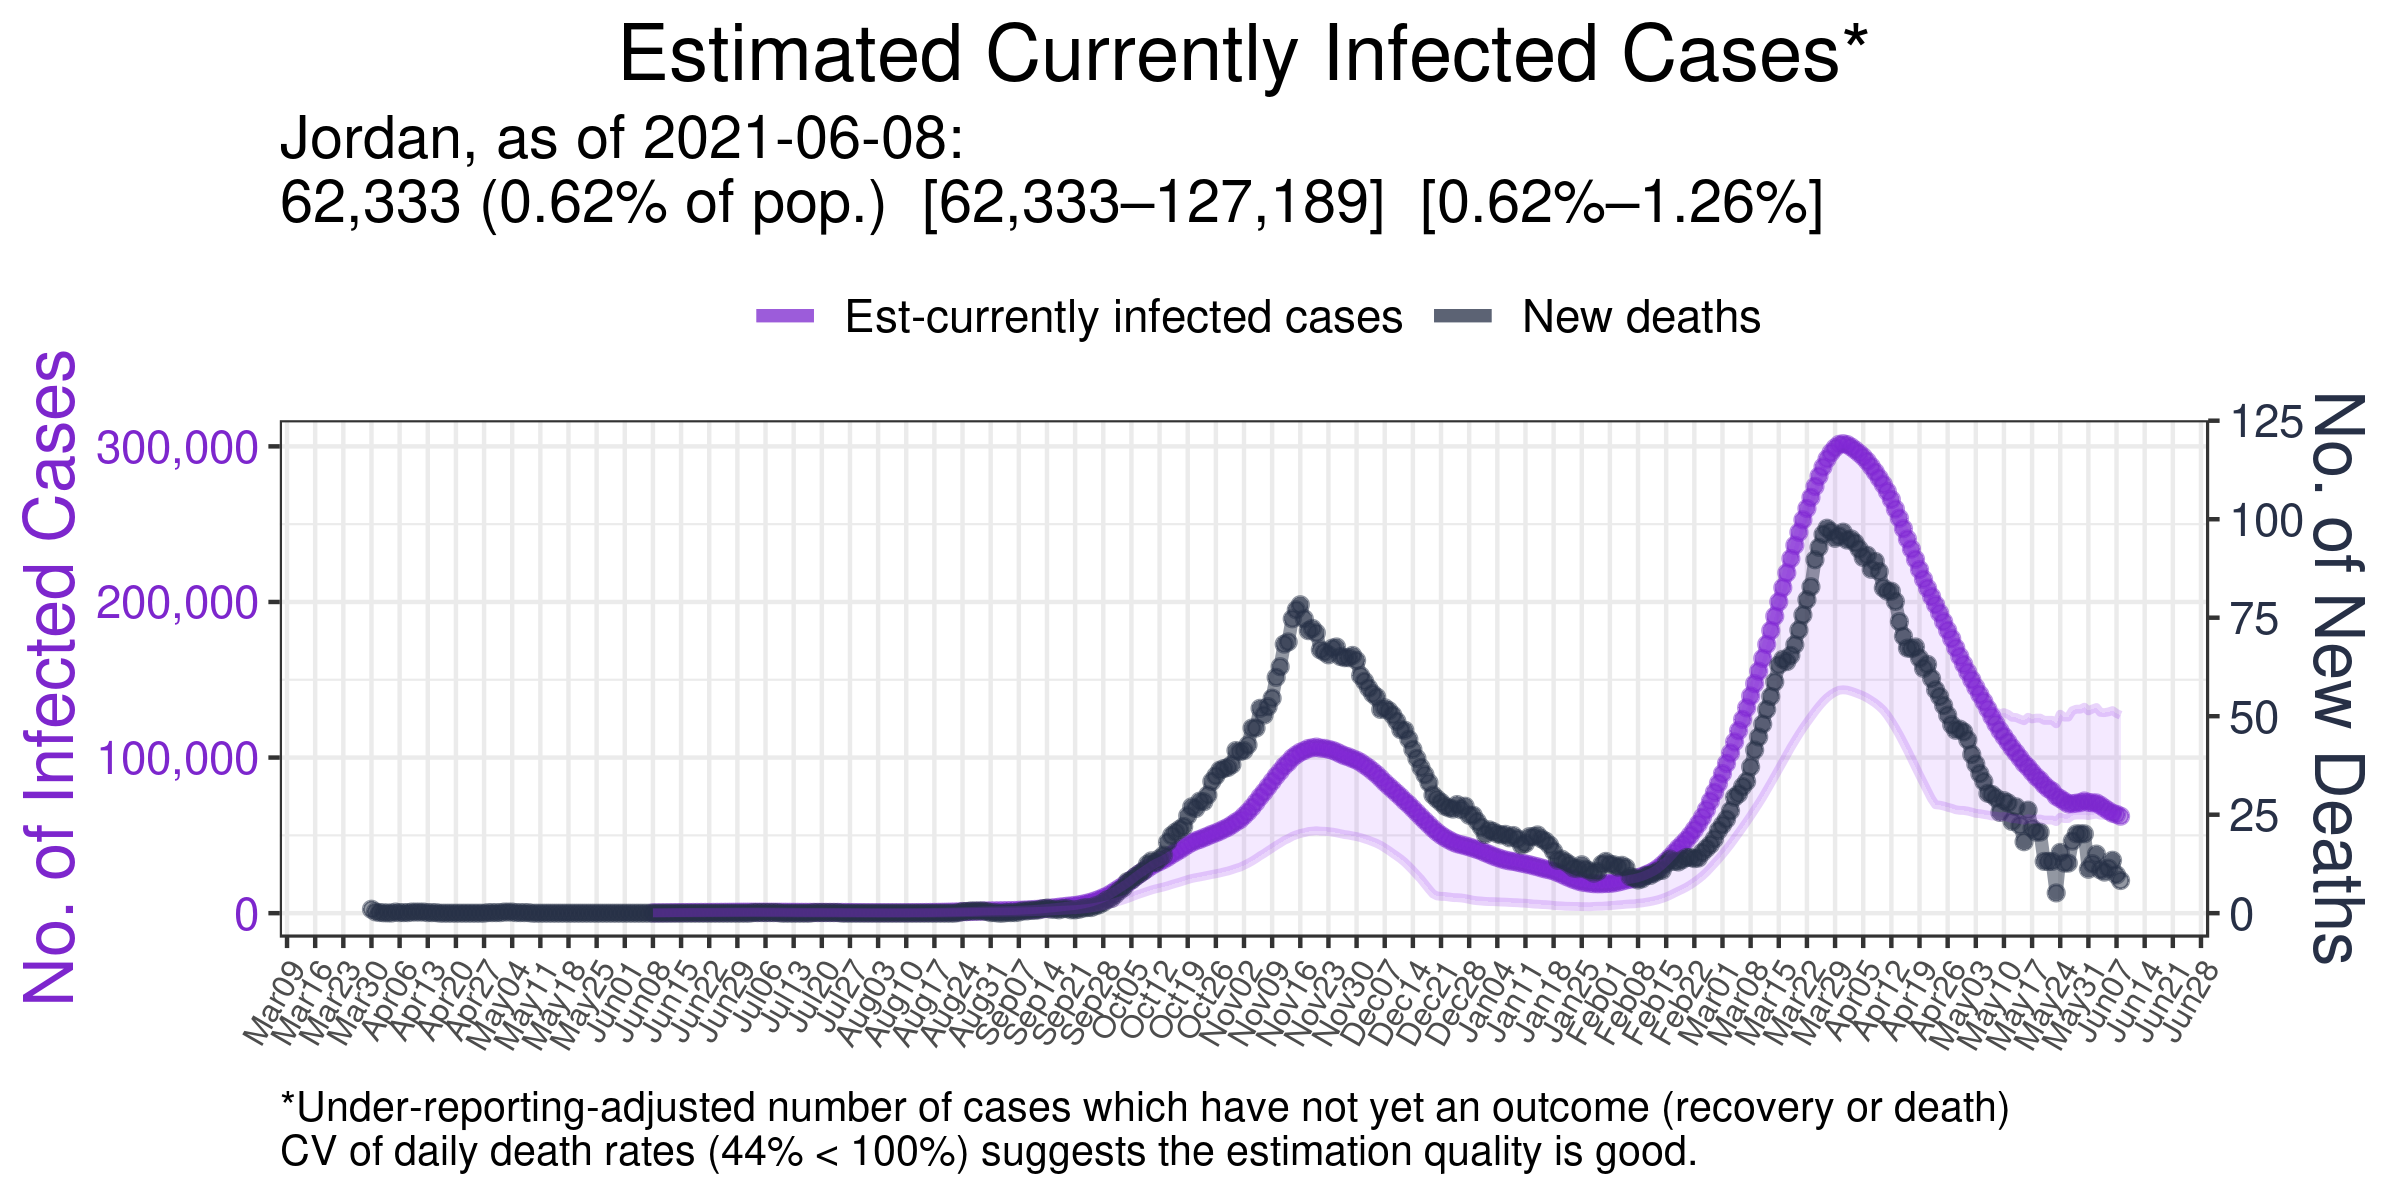 Estimated Currently Infected Cases*
Jordan, as of 2021-06-08:
62,333 (0.62% of pop.) [62,333–127,189] [0.62%–1.26%]
Est-currently infected cases
New deaths
No. of Infected Cases
300,000
200,000
100,000
0
125
100
75
50
25
0
No. of New Deaths
Mar09
Mar16
Mar23
Mar30
Apr06
Apr13
Apr20
Apr27
May04
May11
May18
May25
Jun01
Jun08
Jun15
Jun22
Jun29
Jul06
Jul13
Jul20
Jul27
Aug03
Aug10
Aug17
Aug24
Aug31
Sep07
Sep14
Sep21
Sep28
Oct05
Oct12
Oct19
Oct26
Nov02
Nov09
Nov16
Nov23
Nov30
Dec07
Dec14
Dec21
Dec28
Jan04
Jan11
Jan18
Jan25
Feb01
Feb08
Feb15
Feb22
Mar01
Mar08
Mar15
Mar22
Mar29
Apr05
Apr12
Apr19
Apr26
May03
May10
May17
May24
May31
Jun07
Jun14
Jun21
Jun28
*Under-reporting-adjusted number of cases which have not yet an outcome (recovery or death)
CV of daily death rates (44% < 100%) suggests the estimation quality is good.